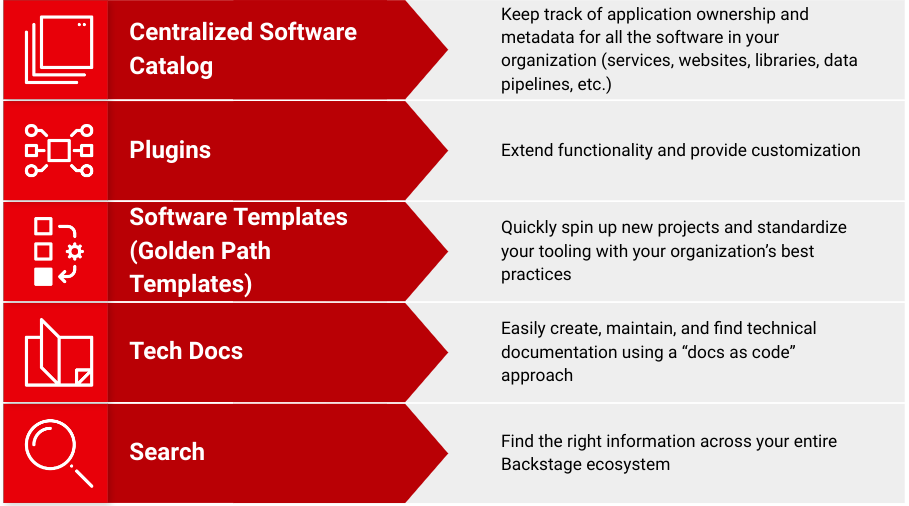 Centralized Software
Catalog
Keep track of application ownership and
metadata for all the software in your
organization (services, websites, libraries, data
pipelines, etc.)
Plugins
Extend functionality and provide customization
Software Templates
(Golden Path
Templates)
Quickly spin up new projects and standardize
your tooling with your organization’s best
practices
Tech Docs
Easily create, maintain, and find technical
documentation using a “docs as code”
approach
Search
Find the right information across your entire
Backstage ecosystem